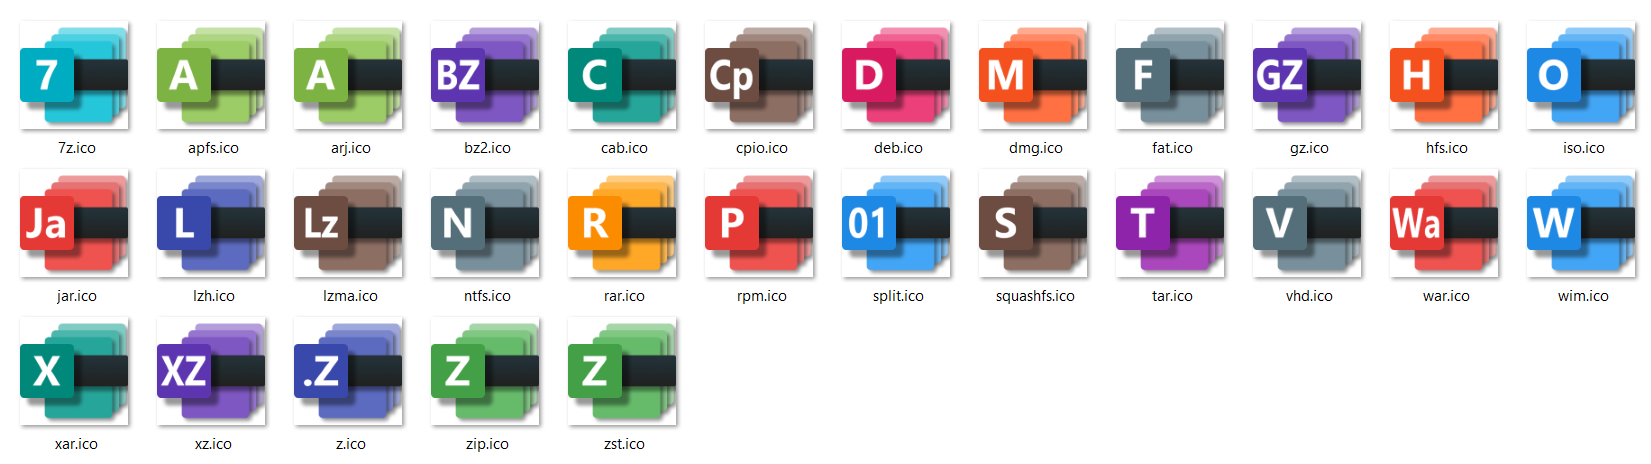 7 A A BZ C Cp D M F GZ H O
7z.ico apfs.ico arj.ico bz2.ico cab.ico cpio.ico deb.ico dmg.ico fat.ico gz.ico hfs.ico iso.ico
Ja L Lz N R P 01 S T V Wa W
jar.ico lzh.ico lzma.ico ntfs.ico rar.ico rpm.ico split.ico squashfs.ico tar.ico vhd.ico war.ico wim.ico
X XZ .Z Z Z
xar.ico xz.ico z.ico zip.ico zst.ico